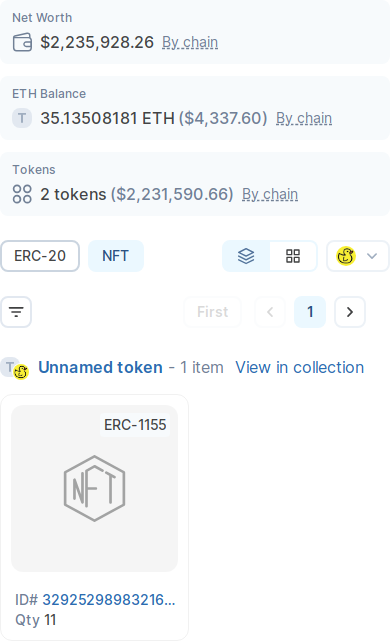 Net Worth
$2,235,928.26 By chain
ETH Balance
T 35.13508181 ETH ($4,337.60) By chain
Tokens
2 tokens ($2,231,590.66) By chain
ERC-20 NFT
First 1
T Unnamed token - 1 item View in collection
ERC-1155
NFT
ID# 32925298983216...
Qty 11